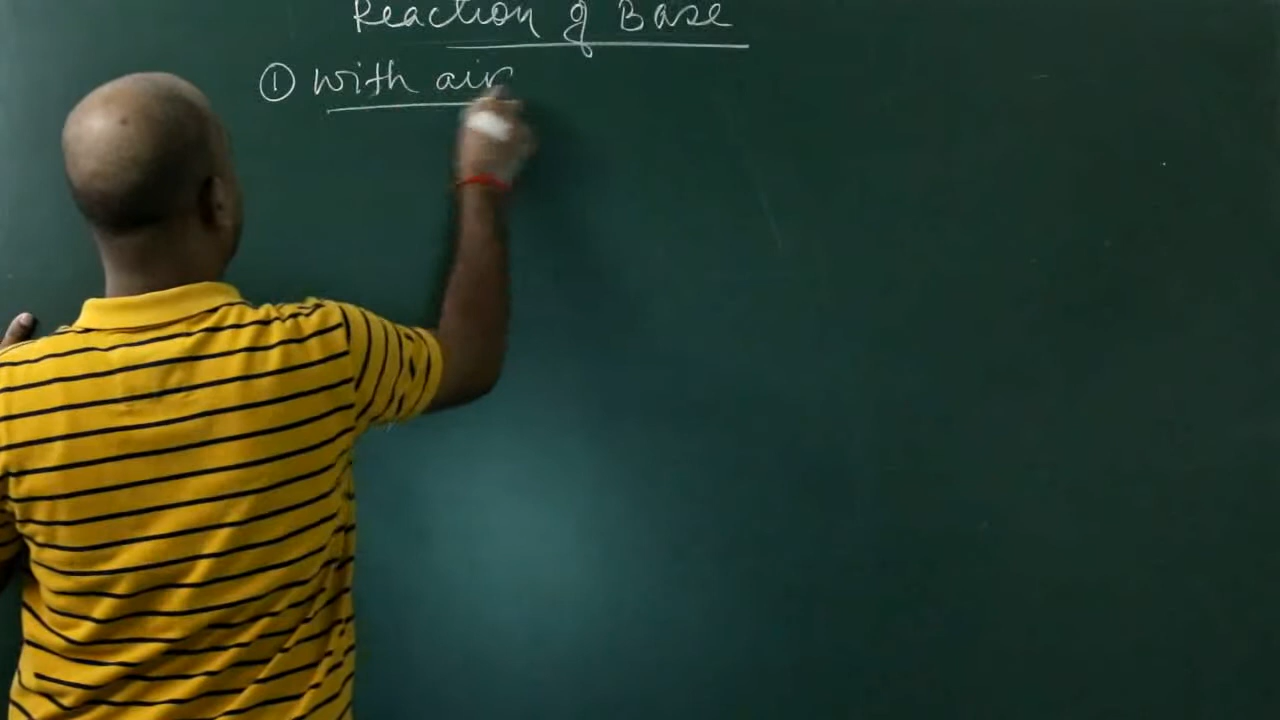 Reaction of Base
① with air